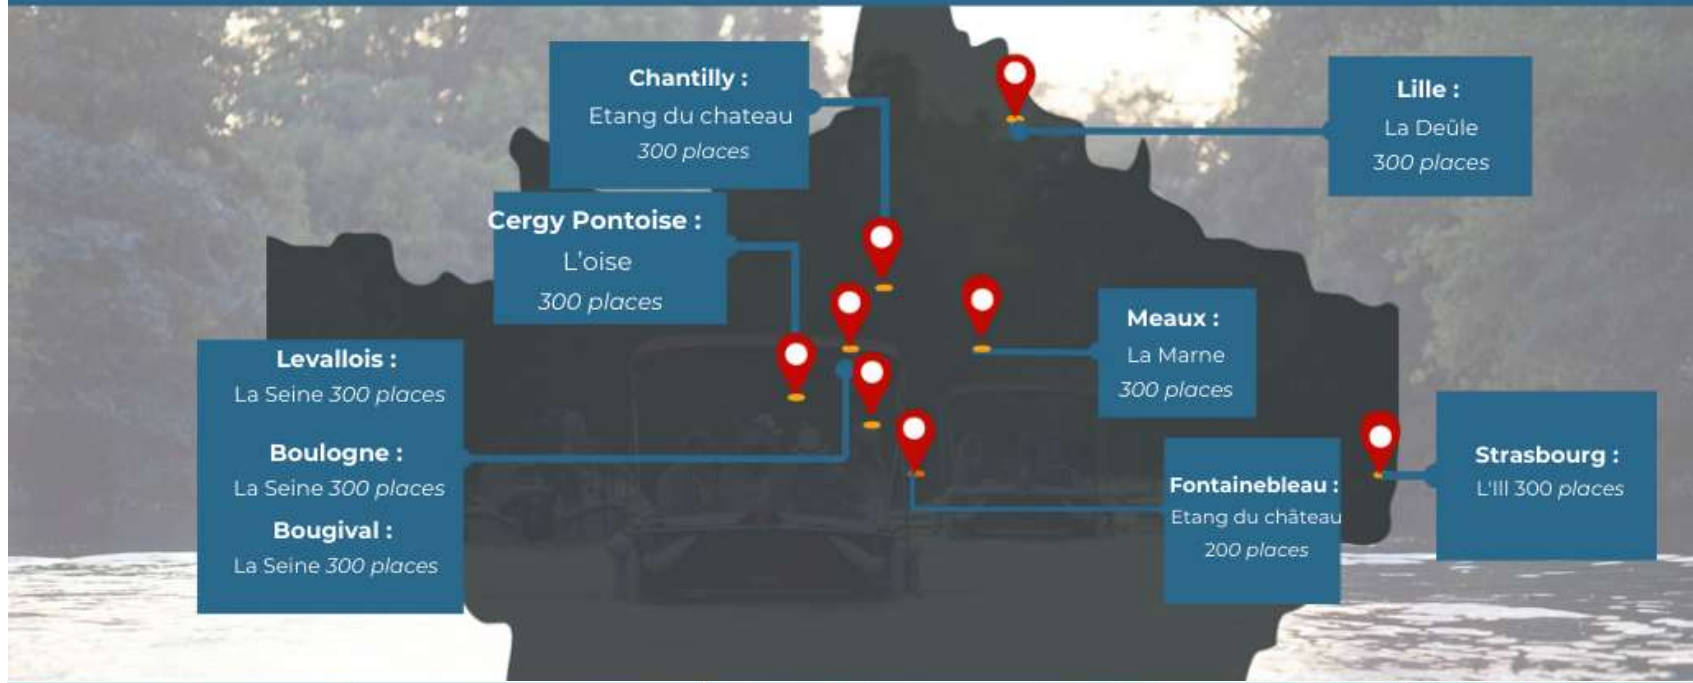 Chantilly :
Etang du chateau
300 places
Lille :
La Deûle
300 places
Cergy Pontoise :
L'oise
300 places
Meaux :
La Marne
300 places
Levallois :
La Seine 300 places
Boulogne :
La Seine 300 places
Bougival :
La Seine 300 places
Fontainebleau :
Etang du château
200 places
Strasbourg :
L'Ill 300 places